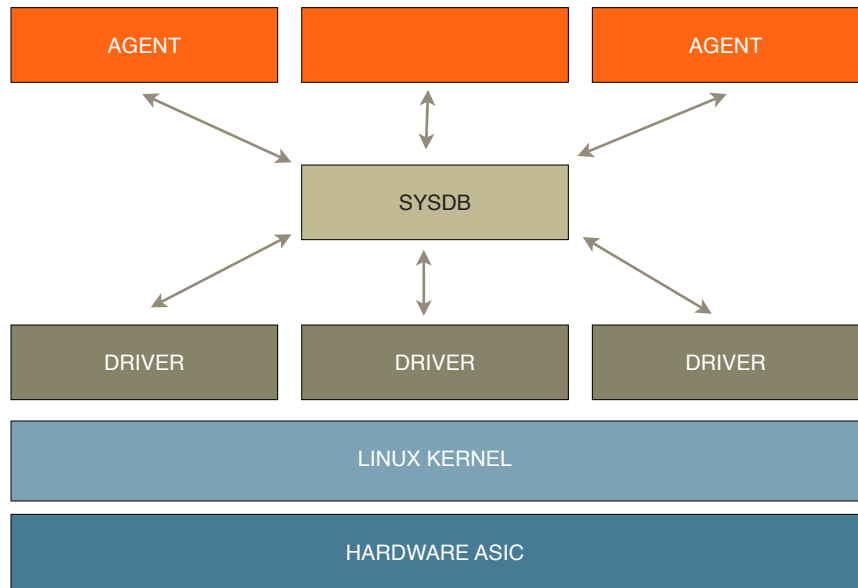 AGENT
AGENT
SYSDB
DRIVER
DRIVER
DRIVER
LINUX KERNEL
HARDWARE ASIC